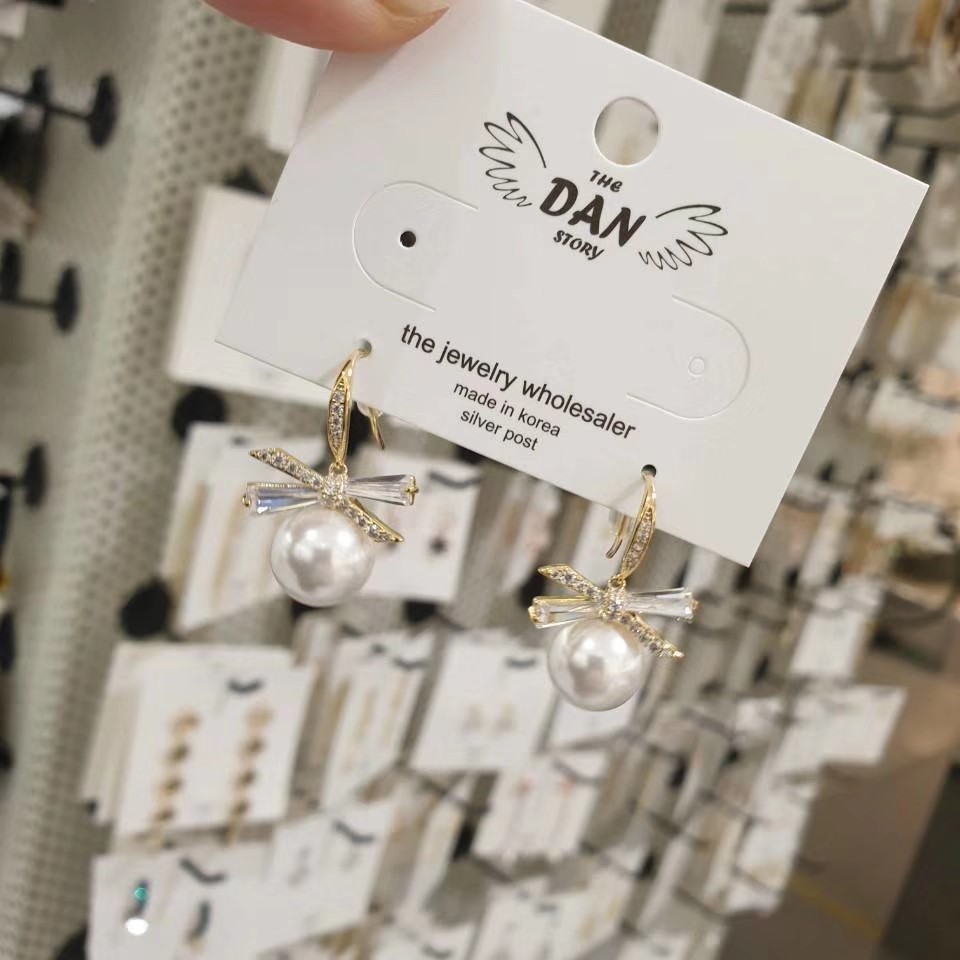 THE
DAN
STORY
the jewelry wholesaler
made in korea
silver post